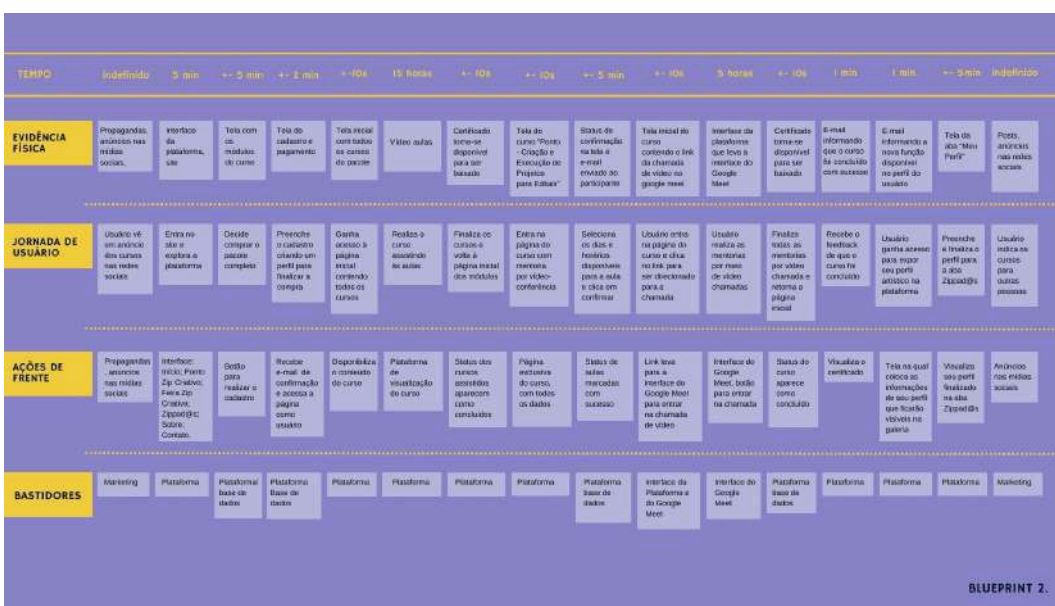 TEMPO indefinido 5 min +- 5 min +- 2 min +-10s 15 horas +- 10s +- 10s +- 5 min +- 10s 5 horas +- 10s 1 min 1 min +- 5min indefinido
EVIDÊNCIA
FÍSICA
Propagandas,
anúncios nas
mídias
sociais,
Interface
da
plataforma,
site
Tela com
os
módulos
do curso
Tela do
cadastro e
pagamento
Tela inicial
com todos
os cursos
do pacote
Vídeo aulas
Certificado
torna-se
disponível
para ser
baixado
Tela do
curso "Ponto
- Criação e
Execução de
Projetos
para Editais"
Status de
confirmação
na tela e
e-mail
enviado ao
participante
Tela inicial do
curso
contendo o link
da chamada
de vídeo no
google meet
Interface da
plataforma
que leva à
interface do
Google
Meet
Certificado
torna-se
disponível
para ser
baixado
E-mail
informando
que o curso
foi concluído
com sucesso
E-mail
informando a
nova função
disponível
no perfil do
usuário
Tela da
aba "Meu
Perfil"
Posts,
anúncios
nas redes
sociais
JORNADA DE
USUÁRIO
Usuário vê
um anúncio
dos cursos
nas redes
sociais
Entra no
site e
explora a
plataforma
Decide
comprar o
pacote
completo
Preenche
o cadastro
criando um
perfil para
finalizar a
compra
Ganha
acesso à
página
inicial
contendo
todos os
cursos
Realiza o
curso
assistindo
às aulas
Finaliza os
cursos e
volta à
página inicial
dos módulos
Entra na
página do
curso com
mentoria
por vídeo-
conferência
Seleciona
os dias e
horários
disponíveis
para a aula
e clica em
confirmar
Usuário entra
na página do
curso e clica
no link para
ser direcionado
para a
chamada
Usuário
realiza as
mentorias
por meio
de vídeo
chamadas
Finaliza
todas as
mentorias
por vídeo
chamada e
retorna à
página
inicial
Recebe o
feedback
de que o
curso foi
concluído
Usuário
ganha acesso
para expor
seu perfil
artístico na
plataforma
Preenche
e finaliza o
perfil para
a aba
Zippad@s
Usuário
indica os
cursos
para
outras
pessoas
AÇÕES DE
FRENTE
Propagandas
, anúncios
nas mídias
sociais
Interface:
Início; Ponto
Zip Criativo;
Feira Zip
Criativa;
Zippad@s;
Sobre;
Contato.
Botão
para
realizar o
cadastro
Recebe
e-mail de
confirmação
e acessa a
página
como
usuário
Disponibiliza
o conteúdo
do curso
Plataforma
de
visualização
do curso
Status dos
cursos
assistidos
aparecem
como
concluídos
Página
exclusiva
do curso,
com todos
os dados
Status de
aulas
marcadas
com
sucesso
Link leva
para a
interface do
Google Meet
para entrar
na chamada
de vídeo
Interface do
Google
Meet, botão
para entrar
na chamada
Status do
curso
aparece
como
concluído
Visualiza o
certificado
Tela na qual
coloca as
informações
de seu perfil
que ficarão
visíveis na
galeria
Visualiza
seu perfil
finalizado
na aba
Zippad@s
Anúncios
nas mídias
sociais
BASTIDORES
Marketing
Plataforma
Plataforma/
base de
dados
Plataforma
Base de
dados
Plataforma
Plataforma
Plataforma
Plataforma
Plataforma
base de
dados
Interface da
Plataforma e
do Google
Meet
Interface do
Google
Meet
Plataforma
base de
dados
Plataforma
Plataforma
Plataforma
Marketing
BLUEPRINT 2.